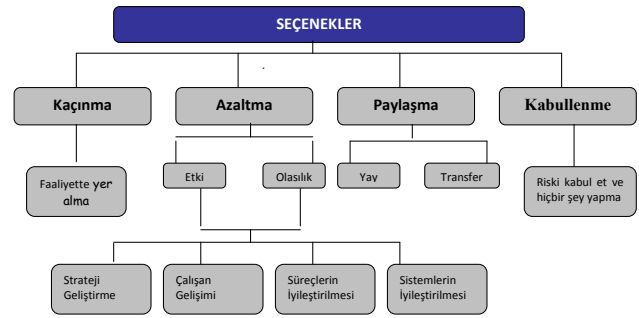 SEÇENEKLER
Kaçınma
Azaltma
Paylaşma
Kabullenme
Faaliyette yer
alma
Etki
Olasılık
Yay
Transfer
Riski kabul et ve
hiçbir şey yapma
Strateji
Geliştirme
Çalışan
Gelişimi
Süreçlerin
İyileştirilmesi
Sistemlerin
İyileştirilmesi